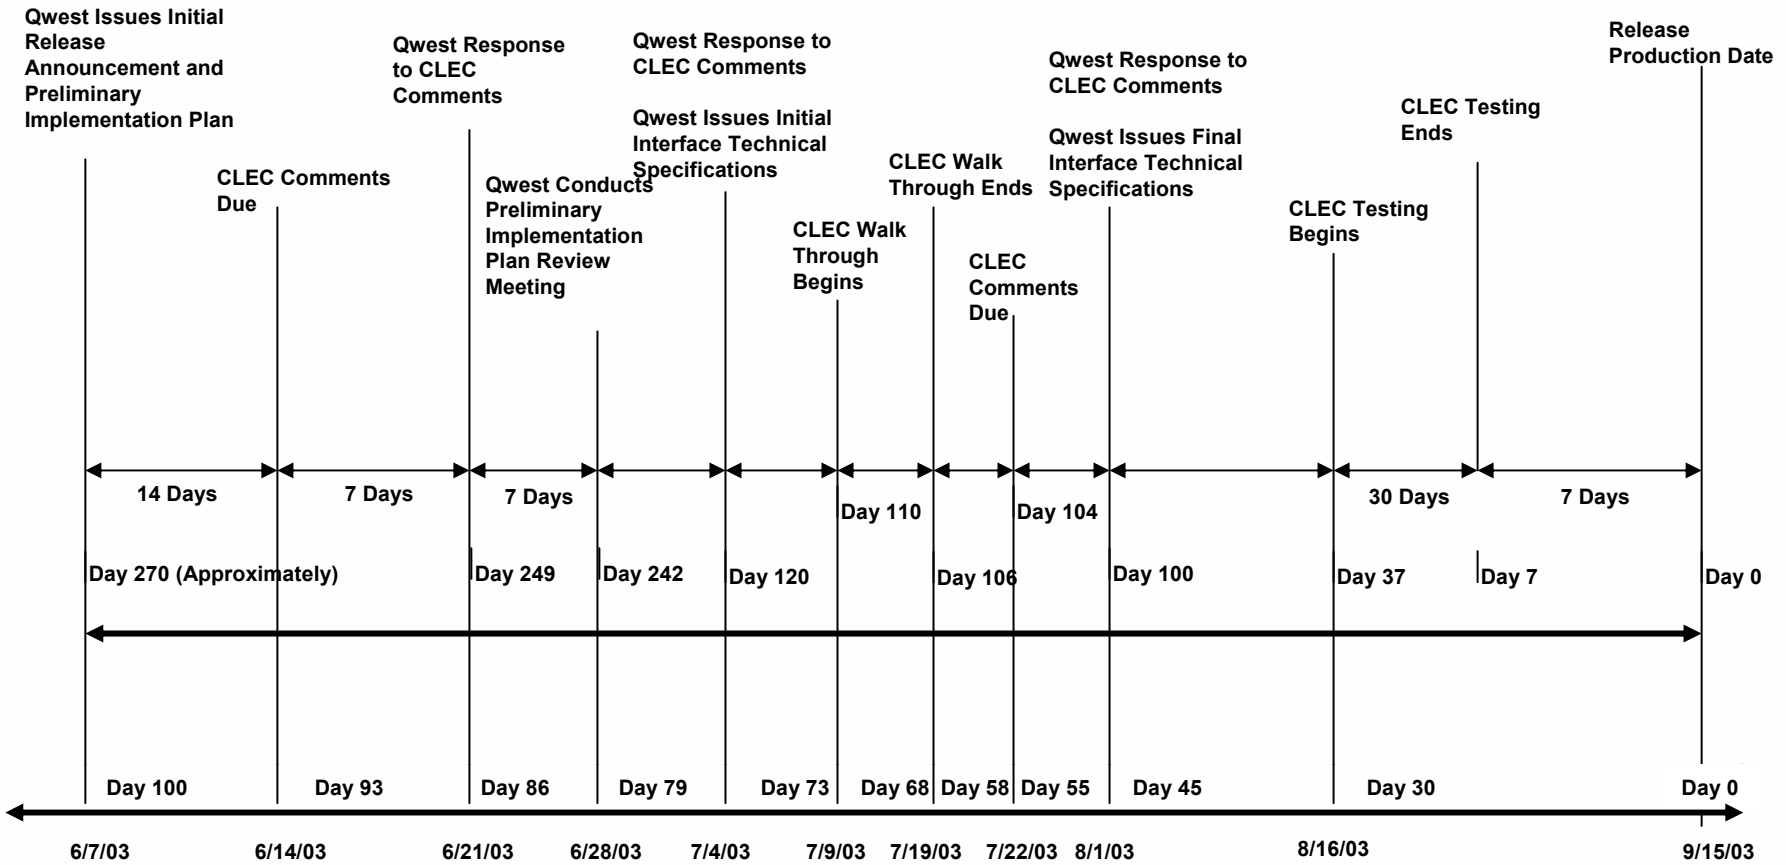 Qwest Issues Initial
Release
Announcement and
Preliminary
Implementation Plan
CLEC Comments
Due
Qwest Response
to CLEC
Comments
Qwest Conducts
Preliminary
Implementation
Plan Review
Meeting
Qwest Response to
CLEC Comments
Qwest Issues Initial
Interface Technical
Specifications
CLEC Walk
Through
Begins
CLEC Walk
Through Ends
CLEC
Comments
Due
Qwest Response to
CLEC Comments
Qwest Issues Final
Interface Technical
Specifications
CLEC Testing
Begins
CLEC Testing
Ends
Release
Production Date
14 Days
7 Days
7 Days
30 Days
7 Days
Day 110
Day 104
Day 270 (Approximately)
Day 249
Day 242
Day 120
Day 106
Day 100
Day 37
Day 7
Day 0
Day 100
Day 93
Day 86
Day 79
Day 73
Day 68
Day 58
Day 55
Day 45
Day 30
Day 0
6/7/03
6/14/03
6/21/03
6/28/03
7/4/03
7/9/03
7/19/03
7/22/03
8/1/03
8/16/03
9/15/03